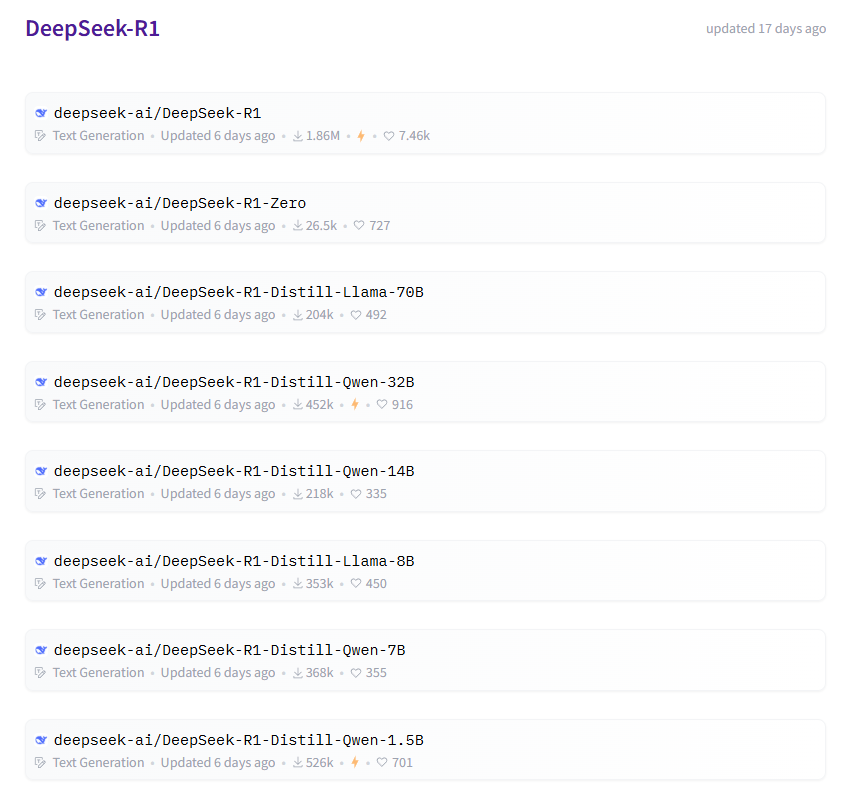 DeepSeek-R1 updated 17 days ago
deepseek-ai/DeepSeek-R1
Text Generation • Updated 6 days ago • 1.86M • • 7.46k
deepseek-ai/DeepSeek-R1-Zero
Text Generation • Updated 6 days ago • 26.5k • 727
deepseek-ai/DeepSeek-R1-Distill-Llama-70B
Text Generation • Updated 6 days ago • 204k • 492
deepseek-ai/DeepSeek-R1-Distill-Qwen-32B
Text Generation • Updated 6 days ago • 452k • • 916
deepseek-ai/DeepSeek-R1-Distill-Qwen-14B
Text Generation • Updated 6 days ago • 218k • 335
deepseek-ai/DeepSeek-R1-Distill-Llama-8B
Text Generation • Updated 6 days ago • 353k • 450
deepseek-ai/DeepSeek-R1-Distill-Qwen-7B
Text Generation • Updated 6 days ago • 368k • 355
deepseek-ai/DeepSeek-R1-Distill-Qwen-1.5B
Text Generation • Updated 6 days ago • 526k • • 701